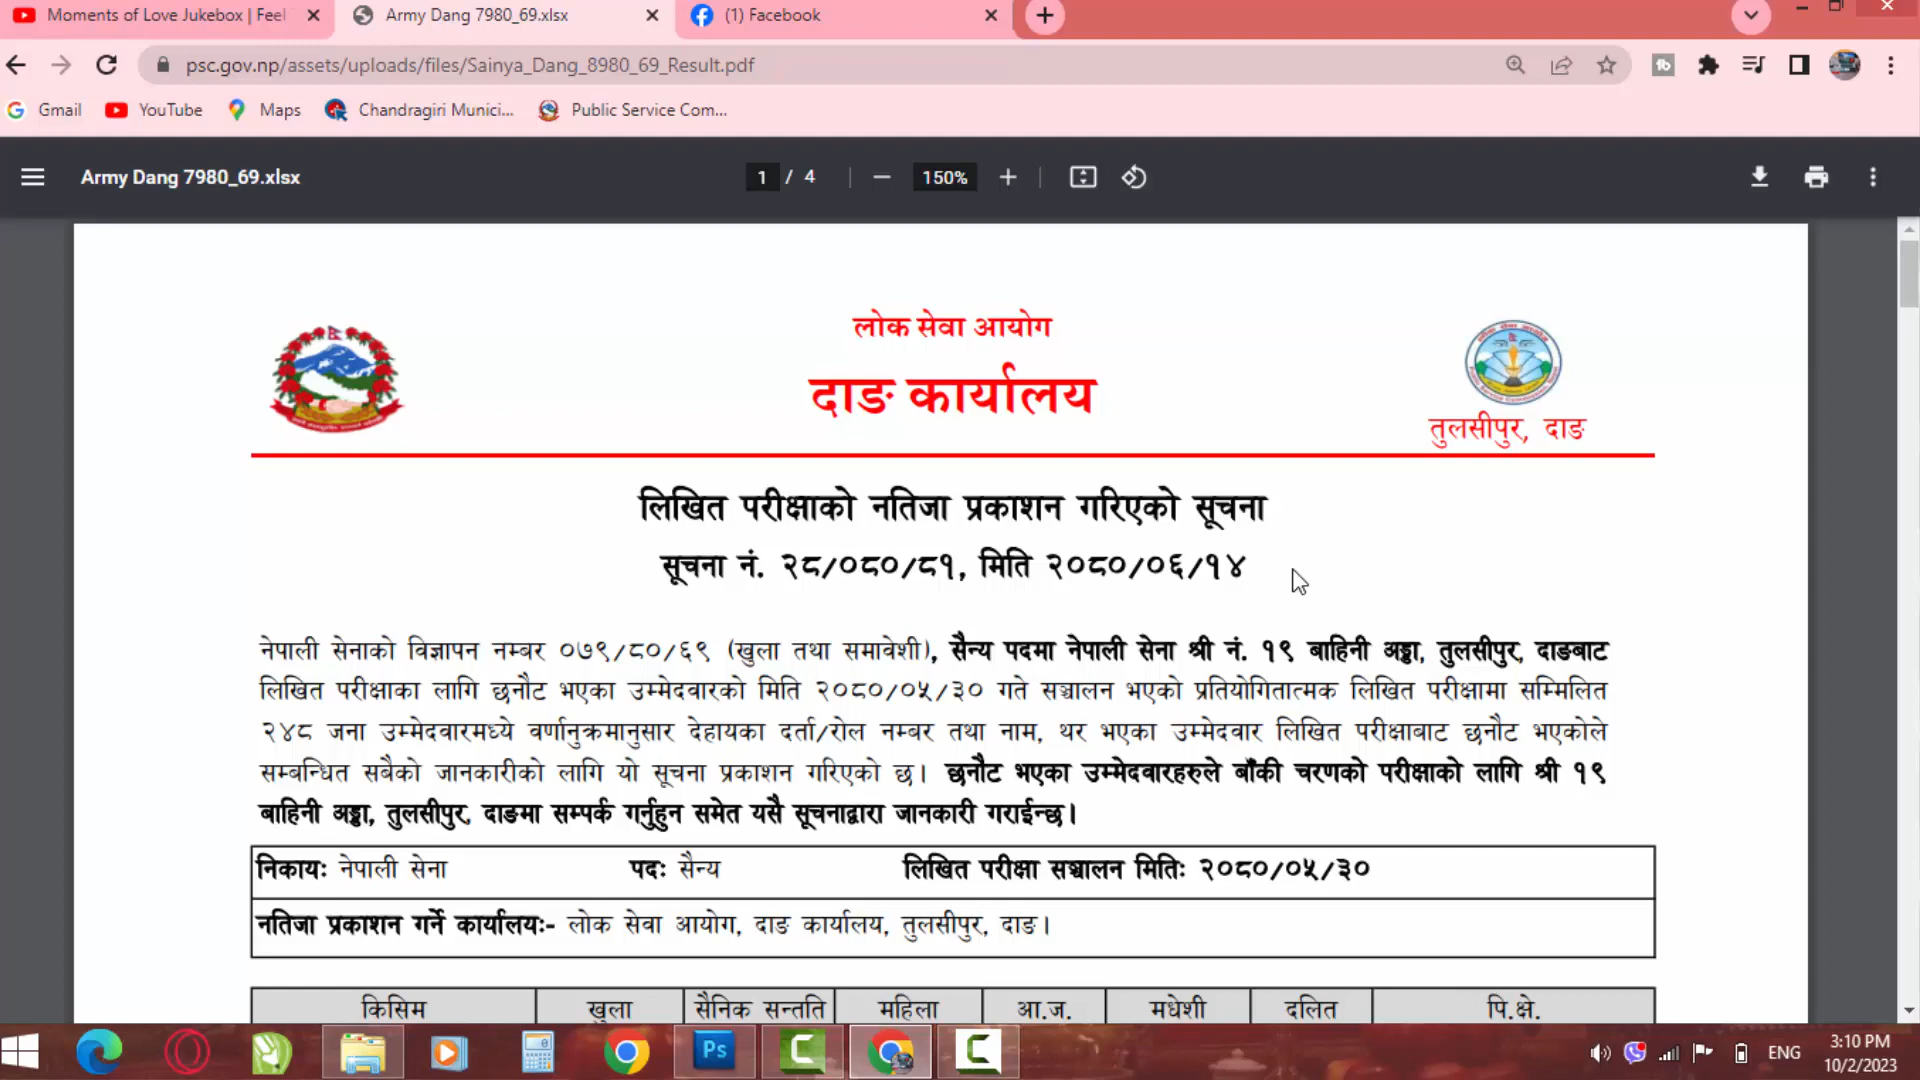 Moments of Love Jukebox | Feel
Army Dang 7980_69.xlsx
(1) Facebook
psc.gov.np/assets/uploads/files/Sainya_Dang_8980_69_Result.pdf
Gmail
YouTube
Maps
Chandragiri Munici...
Public Service Com...
Army Dang 7980_69.xlsx
1 / 4
150%
लोक सेवा आयोग
दाङ कार्यालय
तुलसीपुर, दाङ
लिखित परीक्षाको नतिजा प्रकाशन गरिएको सूचना
सूचना नं. २८/०८०/८१, मिति २०८०/०६/१४
नेपाली सेनाको विज्ञापन नम्बर ०७९/८०/६९ (खुला तथा समावेशी), सैन्य पदमा नेपाली सेना श्री नं. १९ बाहिनी अड्डा, तुलसीपुर, दाङबाट
लिखित परीक्षाका लागि छनौट भएका उम्मेदवारको मिति २०८०/०५/३० गते सञ्चालन भएको प्रतियोगितात्मक लिखित परीक्षामा सम्मिलित
२४८ जना उम्मेदवारमध्ये वर्णानुक्रमानुसार देहायका दर्ता/रोल नम्बर तथा नाम, थर भएका उम्मेदवार लिखित परीक्षाबाट छनौट भएकोले
सम्बन्धित सबैको जानकारीको लागि यो सूचना प्रकाशन गरिएको छ। छनौट भएका उम्मेदवारहरुले बाँकी चरणको परीक्षाको लागि श्री १९
बाहिनी अड्डा, तुलसीपुर, दाङमा सम्पर्क गर्नुहुन समेत यसै सूचनाद्वारा जानकारी गराईन्छ।
निकायः नेपाली सेना पदः सैन्य लिखित परीक्षा सञ्चालन मितिः २०८०/०५/३०
नतिजा प्रकाशन गर्ने कार्यालयः- लोक सेवा आयोग, दाङ कार्यालय, तुलसीपुर, दाङ।
किसिम खुला सैनिक सन्तति महिला आ.ज. मधेशी दलित पि.क्षे.
Ps
ENG
3:10 PM
10/2/2023